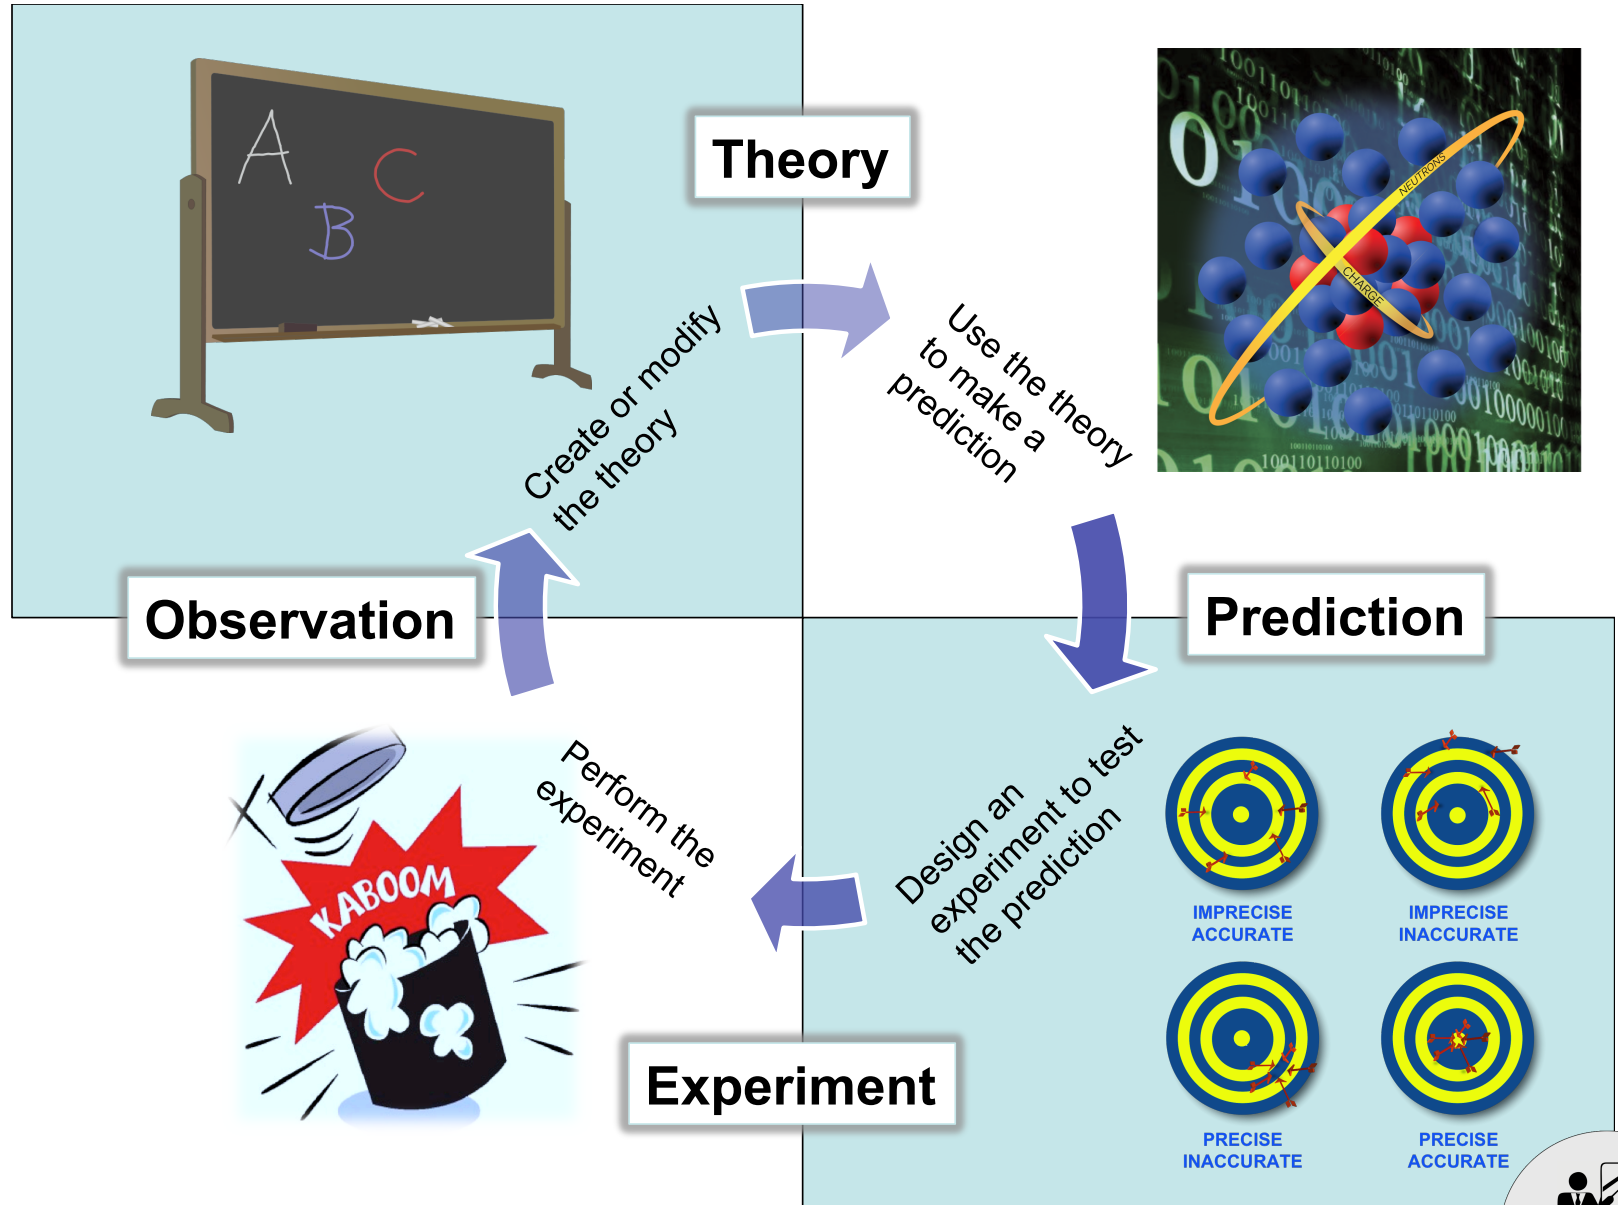 A
C
B
Theory
NEUTRONS
CHARGE
100110110100
Create or modify
the theory
Use the theory
to make a
prediction
Observation
Prediction
Perform the
experiment
KABOOM
Design an
experiment to test
the prediction
IMPRECISE
ACCURATE
IMPRECISE
INACCURATE
Experiment
PRECISE
INACCURATE
PRECISE
ACCURATE